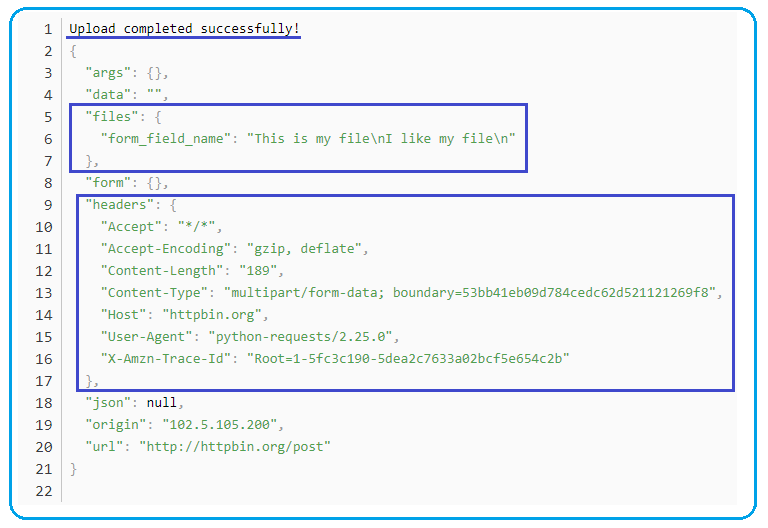 1 Upload completed successfully!
2 {
3 "args": {},
4 "data": "",
5 "files": {
6 "form_field_name": "This is my file\nI like my file\n"
7 },
8 "form": {},
9 "headers": {
10 "Accept": "*/*",
11 "Accept-Encoding": "gzip, deflate",
12 "Content-Length": "189",
13 "Content-Type": "multipart/form-data; boundary=53bb41eb09d784cedc62d521121269f8",
14 "Host": "httpbin.org",
15 "User-Agent": "python-requests/2.25.0",
16 "X-Amzn-Trace-Id": "Root=1-5fc3c190-5dea2c7633a02bcf5e654c2b"
17 },
18 "json": null,
19 "origin": "102.5.105.200",
20 "url": "http://httpbin.org/post"
21 }
22